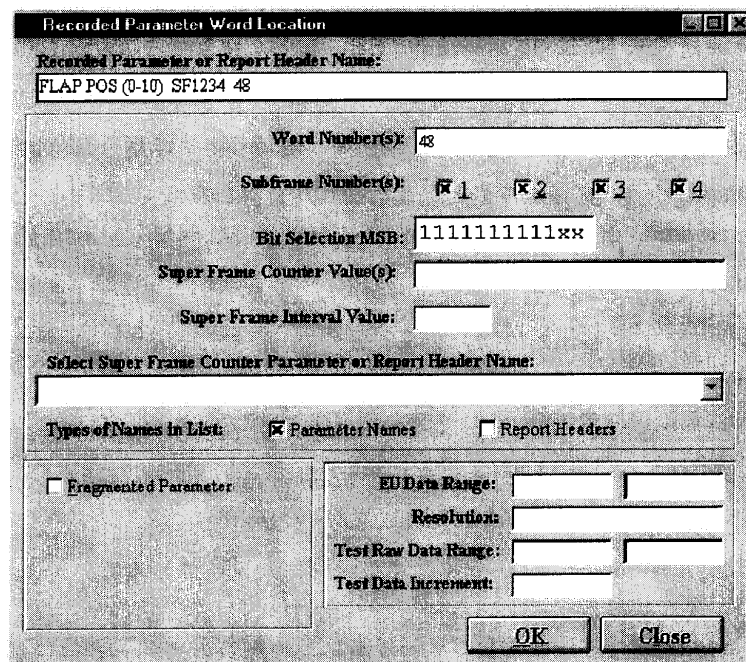 Recorded Parameter Word Location
Recorded Parameter or Report Header Name:
FLAP POS (0-10) SF1234 48
Word Number(s): 48
Subframe Number(s): 1 2 3 4
Bit Selection MSB: 1111111111xx
Super Frame Counter Value(s):
Super Frame Interval Value:
Select Super Frame Counter Parameter or Report Header Name:
Types of Names in List: Parameter Names Report Headers
Fragmented Parameter
EU Data Range:
Resolution:
Test Raw Data Range:
Test Data Increment:
OK Close